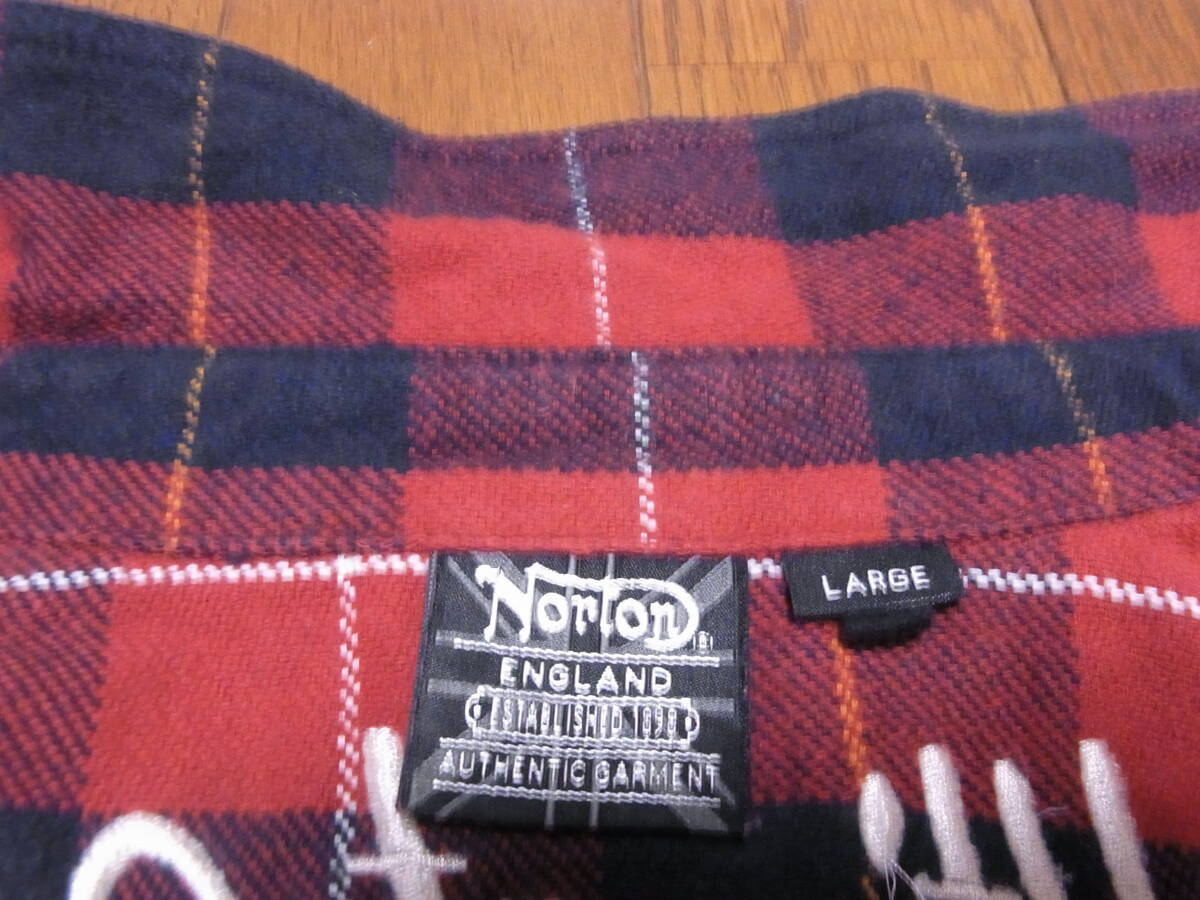 Norton
ENGLAND
ESTABLISHED 1898
AUTHENTIC GARMENT
LARGE